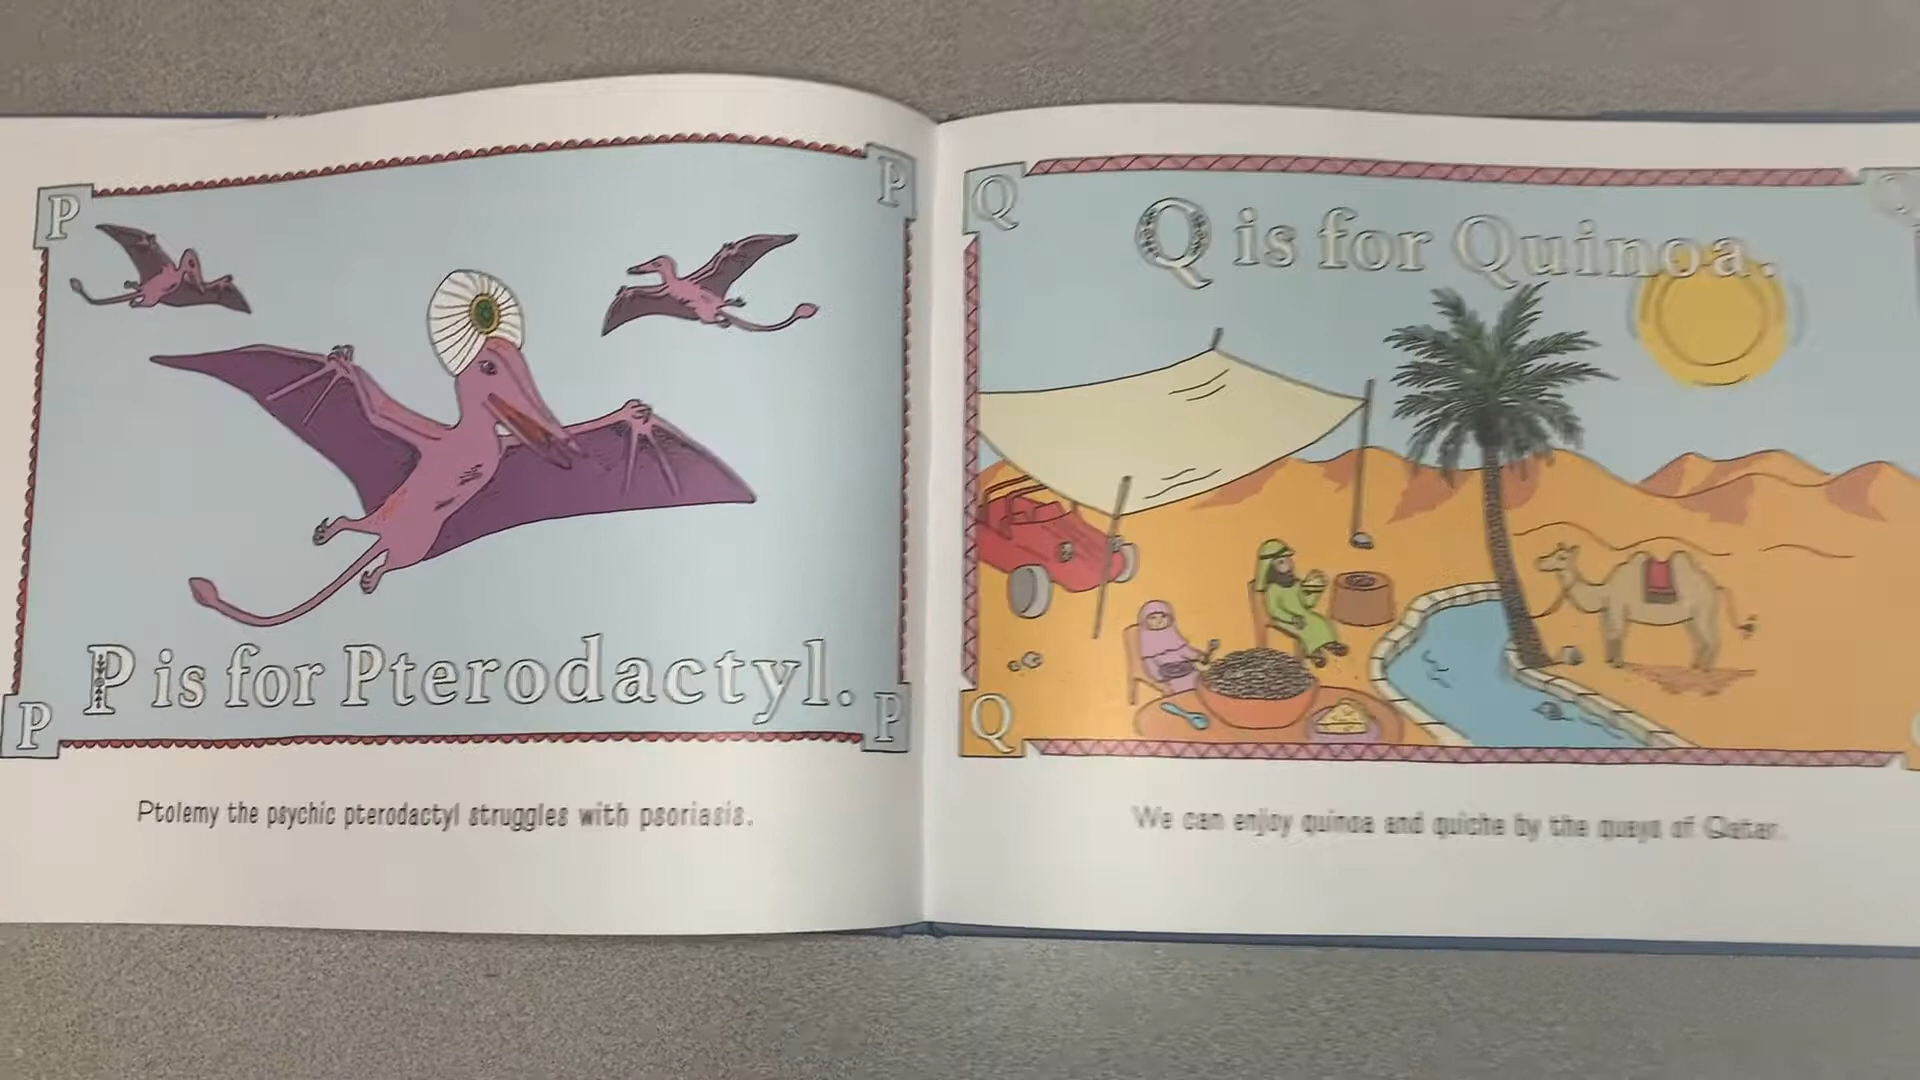 P P
P is for Pterodactyl.
P P
Ptolemy the psychic pterodactyl struggles with psoriasis.
Q Q
Q is for Quinoa.
Q
We can enjoy quinoa and quiche by the quays of Qatar.